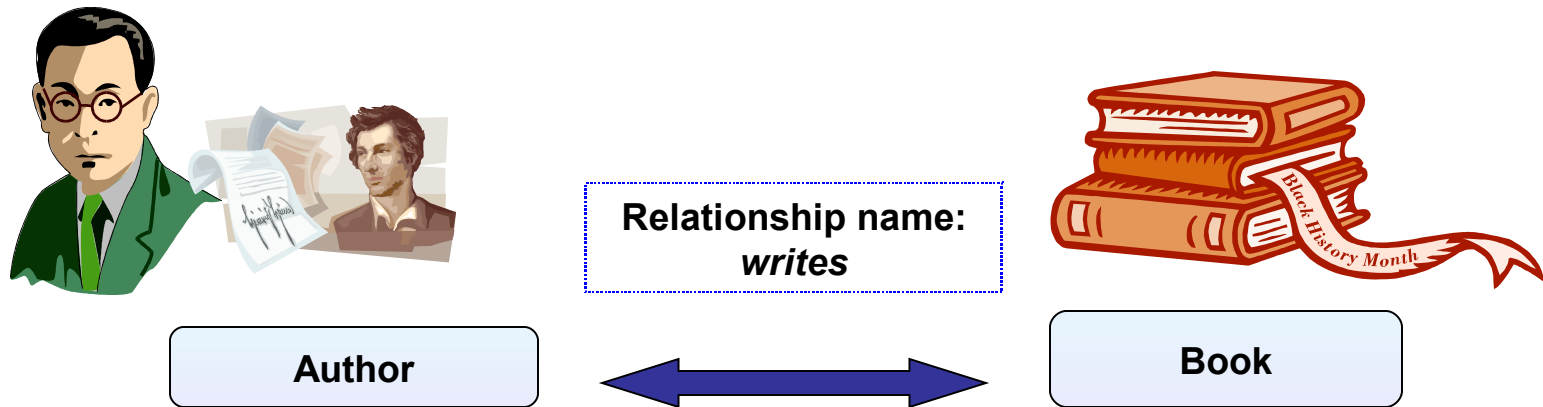 Relationship name:
writes
Black History Month
Author
Book